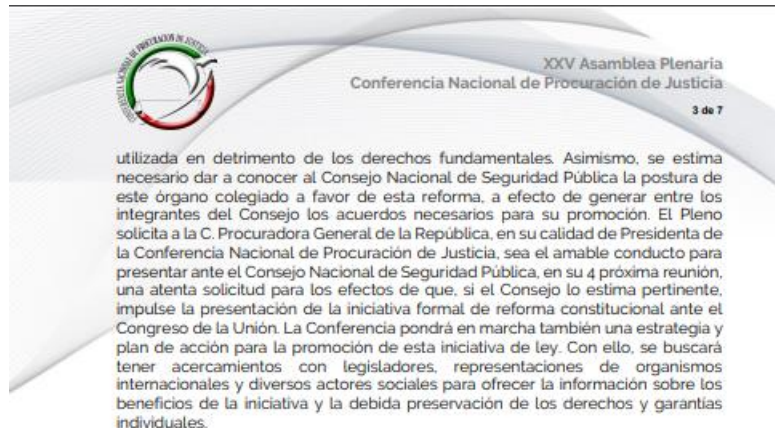 CONFERENCIA NACIONAL DE PROCURACIÓN DE JUSTICIA
XXV Asamblea Plenaria
Conferencia Nacional de Procuración de Justicia
3 de 7
utilizada en detrimento de los derechos fundamentales. Asimismo, se estima
necesario dar a conocer al Consejo Nacional de Seguridad Pública la postura de
este órgano colegiado a favor de esta reforma, a efecto de generar entre los
integrantes del Consejo los acuerdos necesarios para su promoción. El Pleno
solicita a la C. Procuradora General de la República, en su calidad de Presidenta de
la Conferencia Nacional de Procuración de Justicia, sea el amable conducto para
presentar ante el Consejo Nacional de Seguridad Pública, en su 4 próxima reunión,
una atenta solicitud para los efectos de que, si el Consejo lo estima pertinente,
impulse la presentación de la iniciativa formal de reforma constitucional ante el
Congreso de la Unión. La Conferencia pondrá en marcha también una estrategia y
plan de acción para la promoción de esta iniciativa de ley. Con ello, se buscará
tener acercamientos con legisladores, representaciones de organismos
internacionales y diversos actores sociales para ofrecer la información sobre los
beneficios de la iniciativa y la debida preservación de los derechos y garantías
individuales.